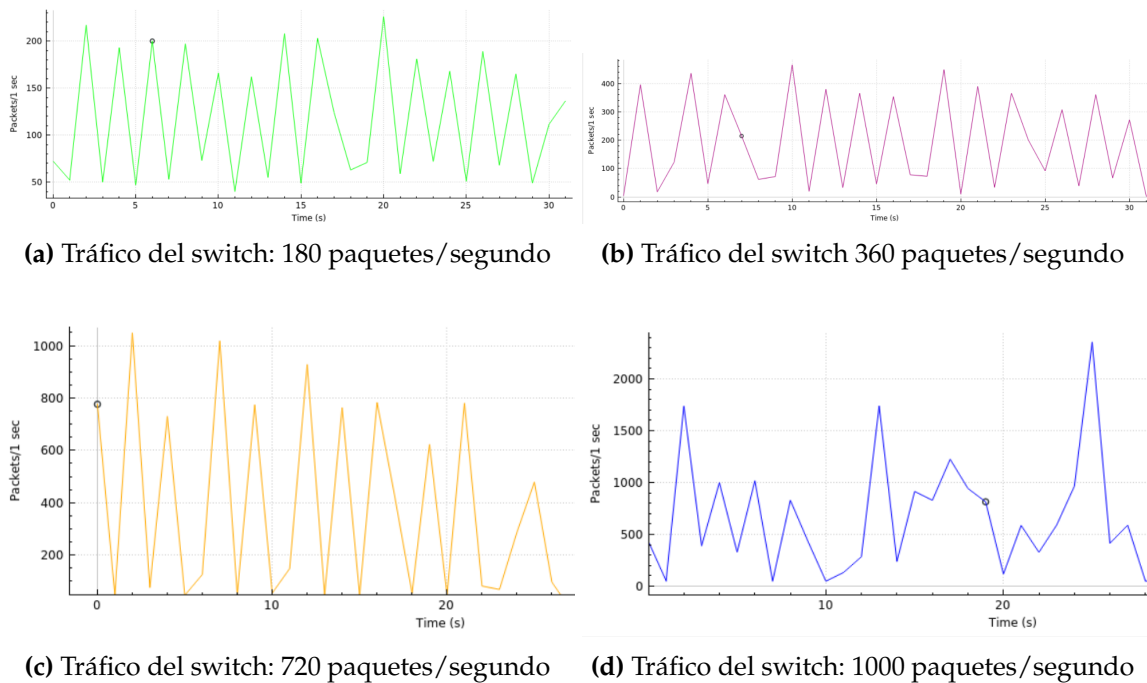 200
150
100
50
Packets/1 sec
0 5 10 15 20 25 30
Time (s)
(a) Tráfico del switch: 180 paquetes/segundo
400
300
200
100
0
Packets/1 sec
0 5 10 15 20 25 30
Time (s)
(b) Tráfico del switch 360 paquetes/segundo
1000
800
600
400
200
Packets/1 sec
0 10 20
Time (s)
(c) Tráfico del switch: 720 paquetes/segundo
2000
1500
1000
500
0
Packets/1 sec
10 20
Time (s)
(d) Tráfico del switch: 1000 paquetes/segundo